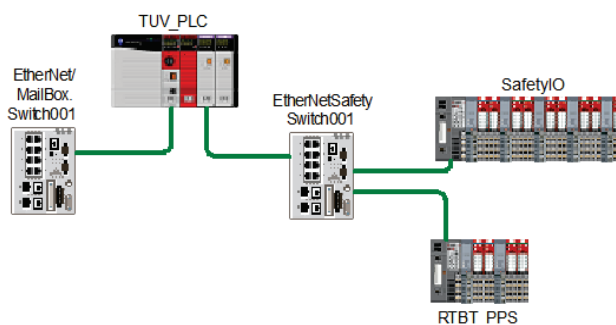 TUV_PLC
EtherNet/
MailBox.
Switch001
EtherNetSafety
Switch001
SafetyIO
RTBT_PPS